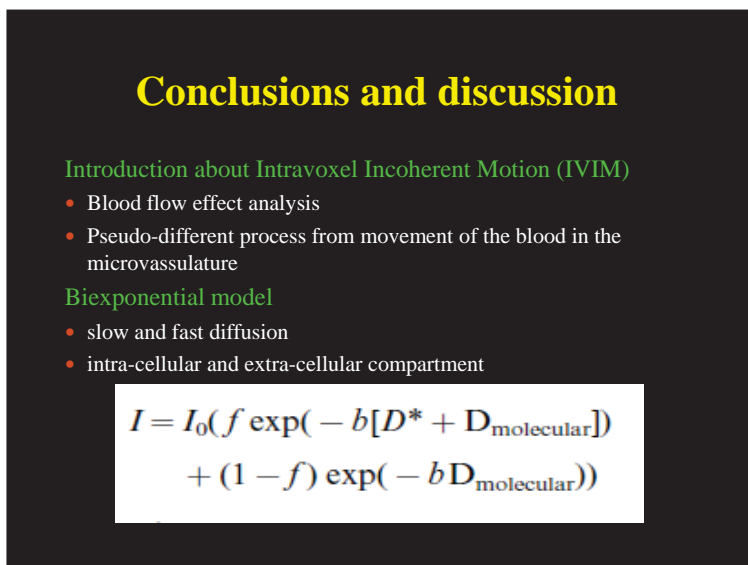 Conclusions and discussion
Introduction about Intravoxel Incoherent Motion (IVIM)
• Blood flow effect analysis
• Pseudo-different process from movement of the blood in the
microvassulature
Biexponential model
• slow and fast diffusion
• intra-cellular and extra-cellular compartment
I = I₀(f exp( − b[D* + D_molecular])
+ (1 − f) exp( − bD_molecular))